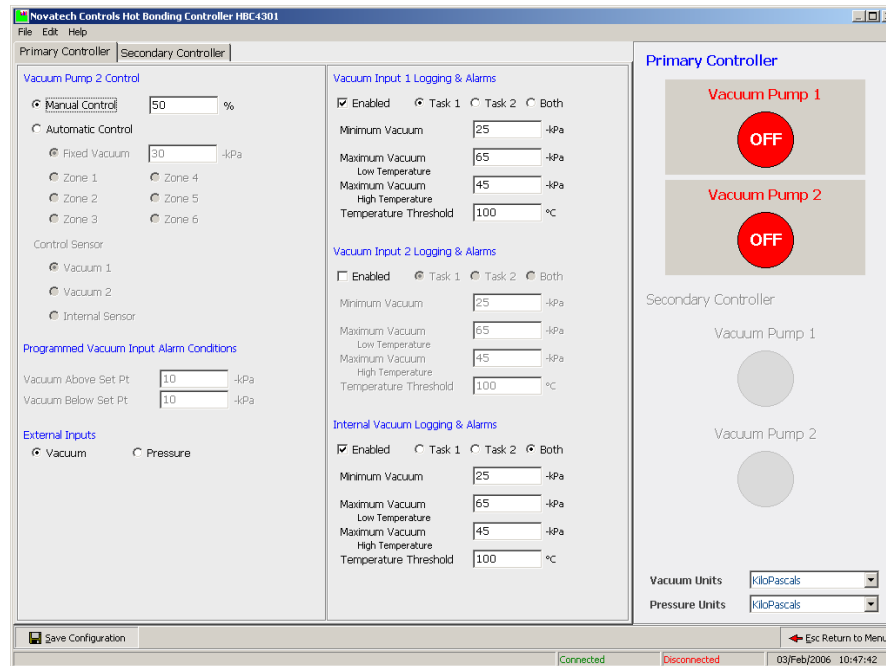 Novatech Controls Hot Bonding Controller HBC4301
File Edit Help
Primary Controller Secondary Controller
Vacuum Pump 2 Control
Manual Control 50 %
Automatic Control
Fixed Vacuum 30 -kPa
Zone 1 Zone 4
Zone 2 Zone 5
Zone 3 Zone 6
Control Sensor
Vacuum 1
Vacuum 2
Internal Sensor
Programmed Vacuum Input Alarm Conditions
Vacuum Above Set Pt 10 -kPa
Vacuum Below Set Pt 10 -kPa
External Inputs
Vacuum Pressure
Vacuum Input 1 Logging & Alarms
Enabled Task 1 Task 2 Both
Minimum Vacuum 25 -kPa
Maximum Vacuum 65 -kPa
Low Temperature
Maximum Vacuum 45 -kPa
High Temperature
Temperature Threshold 100 °C
Vacuum Input 2 Logging & Alarms
Enabled Task 1 Task 2 Both
Minimum Vacuum 25 -kPa
Maximum Vacuum 65 -kPa
Low Temperature
Maximum Vacuum 45 -kPa
High Temperature
Temperature Threshold 100 °C
Internal Vacuum Logging & Alarms
Enabled Task 1 Task 2 Both
Minimum Vacuum 25 -kPa
Maximum Vacuum 65 -kPa
Low Temperature
Maximum Vacuum 45 -kPa
High Temperature
Temperature Threshold 100 °C
Primary Controller
Vacuum Pump 1
OFF
Vacuum Pump 2
OFF
Secondary Controller
Vacuum Pump 1
Vacuum Pump 2
Vacuum Units KiloPascals
Pressure Units KiloPascals
Save Configuration
Esc Return to Menu
Connected Disconnected 03/Feb/2006 10:47:42